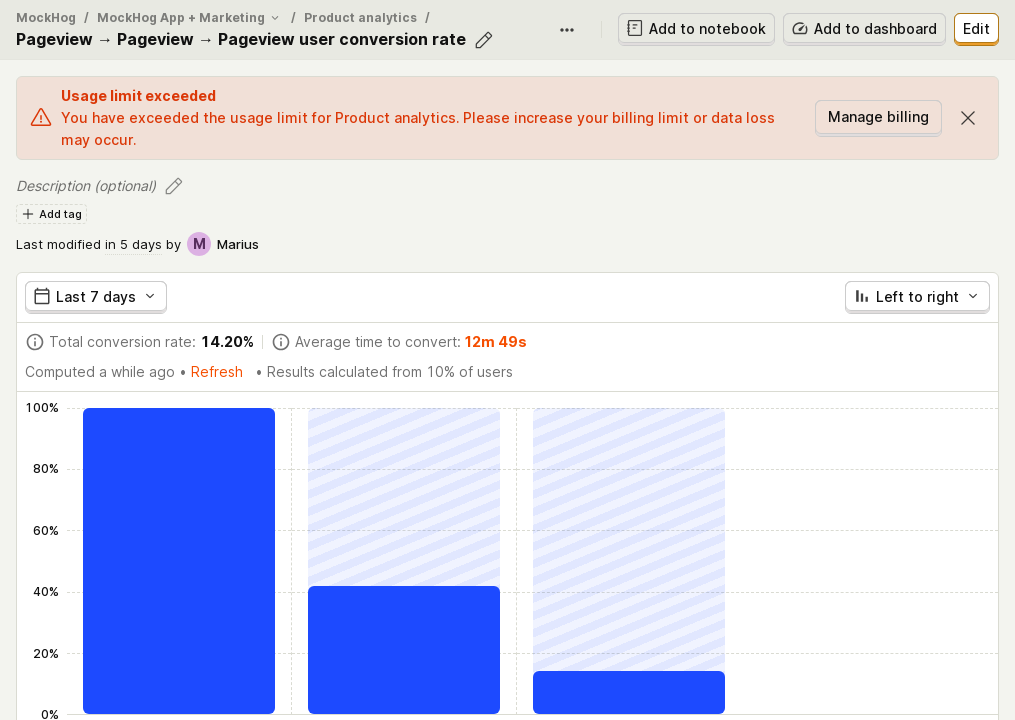 MockHog / MockHog App + Marketing / Product analytics /
Pageview → Pageview → Pageview user conversion rate
Add to notebook
Add to dashboard
Edit
Usage limit exceeded
You have exceeded the usage limit for Product analytics. Please increase your billing limit or data loss
may occur.
Manage billing
Description (optional)
Add tag
Last modified in 5 days by M Marius
Last 7 days
Left to right
Total conversion rate: 14.20%
Average time to convert: 12m 49s
Computed a while ago • Refresh • Results calculated from 10% of users
100%
80%
60%
40%
20%
0%